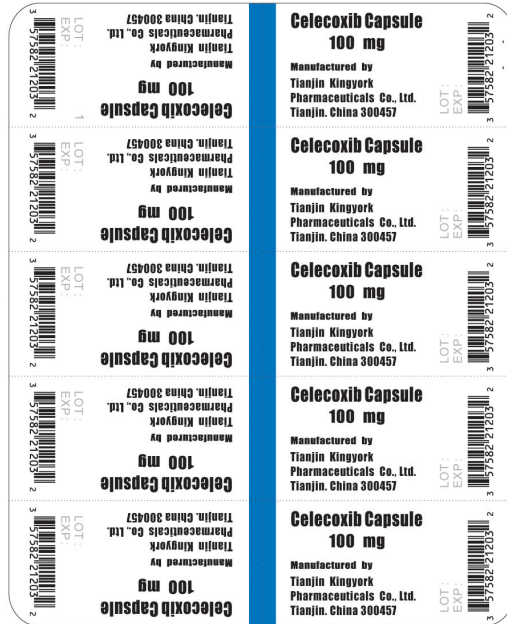 Celecoxib Capsule
100 mg
Manufactured by
Tianjin Kingyork
Pharmaceuticals Co., Ltd.
Tianjin. China 300457
LOT:
EXP:
1
3 57582 21203 2
Celecoxib Capsule
100 mg
Manufactured by
Tianjin Kingyork
Pharmaceuticals Co., Ltd.
Tianjin. China 300457
LOT:
EXP:
3 57582 21203 2
Celecoxib Capsule
100 mg
Manufactured by
Tianjin Kingyork
Pharmaceuticals Co., Ltd.
Tianjin. China 300457
LOT:
EXP:
3 57582 21203 2
Celecoxib Capsule
100 mg
Manufactured by
Tianjin Kingyork
Pharmaceuticals Co., Ltd.
Tianjin. China 300457
LOT:
EXP:
3 57582 21203 2
Celecoxib Capsule
100 mg
Manufactured by
Tianjin Kingyork
Pharmaceuticals Co., Ltd.
Tianjin. China 300457
LOT:
EXP:
3 57582 21203 2
Celecoxib Capsule
100 mg
Manufactured by
Tianjin Kingyork
Pharmaceuticals Co., Ltd.
Tianjin. China 300457
LOT:
EXP:
3 57582 21203 2
Celecoxib Capsule
100 mg
Manufactured by
Tianjin Kingyork
Pharmaceuticals Co., Ltd.
Tianjin. China 300457
LOT:
EXP:
3 57582 21203 2
Celecoxib Capsule
100 mg
Manufactured by
Tianjin Kingyork
Pharmaceuticals Co., Ltd.
Tianjin. China 300457
LOT:
EXP:
3 57582 21203 2
Celecoxib Capsule
100 mg
Manufactured by
Tianjin Kingyork
Pharmaceuticals Co., Ltd.
Tianjin. China 300457
LOT:
EXP:
3 57582 21203 2
Celecoxib Capsule
100 mg
Manufactured by
Tianjin Kingyork
Pharmaceuticals Co., Ltd.
Tianjin. China 300457
LOT:
EXP:
3 57582 21203 2